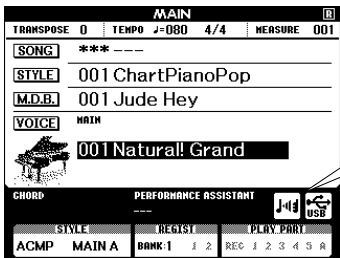 MAIN R
TRANSPOSE 0 TEMPO ♩=080 4/4 MEASURE 001
SONG *** ---
STYLE 001 ChartPianoPop
M.D.B. 001 Jude Hey
VOICE MAIN
001 Natural! Grand
CHORD PERFORMANCE ASSISTANT
---
USB
STYLE REGIST PLAY PART
ACMP MAIN A BANK:1 1 2 REG 1 2 3 4 5 A